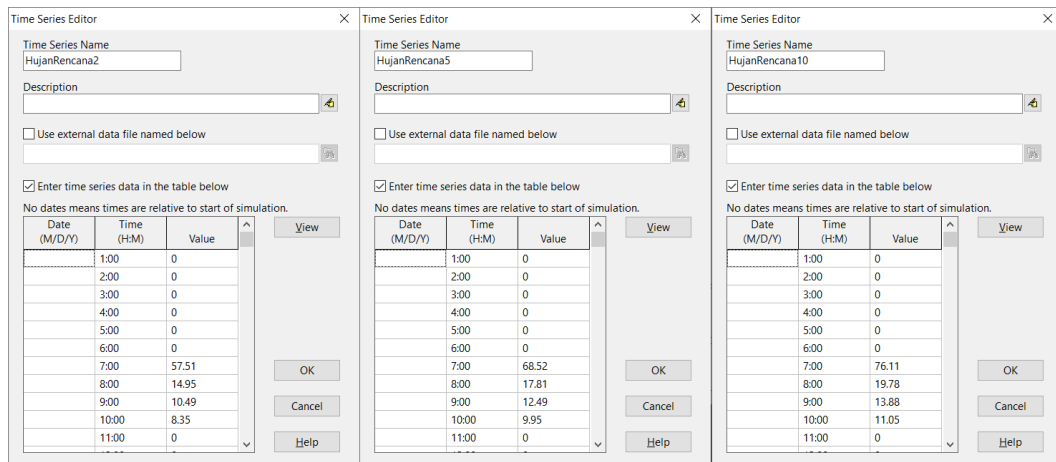 Time Series Editor
Time Series Name
HujanRencana2
Description
Use external data file named below
Enter time series data in the table below
No dates means times are relative to start of simulation.
Date (M/D/Y) Time (H:M) Value
1:00 0
2:00 0
3:00 0
4:00 0
5:00 0
6:00 0
7:00 57.51
8:00 14.95
9:00 10.49
10:00 8.35
11:00 0
View
OK
Cancel
Help
Time Series Editor
Time Series Name
HujanRencana5
Description
Use external data file named below
Enter time series data in the table below
No dates means times are relative to start of simulation.
Date (M/D/Y) Time (H:M) Value
1:00 0
2:00 0
3:00 0
4:00 0
5:00 0
6:00 0
7:00 68.52
8:00 17.81
9:00 12.49
10:00 9.95
11:00 0
View
OK
Cancel
Help
Time Series Editor
Time Series Name
HujanRencana10
Description
Use external data file named below
Enter time series data in the table below
No dates means times are relative to start of simulation.
Date (M/D/Y) Time (H:M) Value
1:00 0
2:00 0
3:00 0
4:00 0
5:00 0
6:00 0
7:00 76.11
8:00 19.78
9:00 13.88
10:00 11.05
11:00 0
View
OK
Cancel
Help